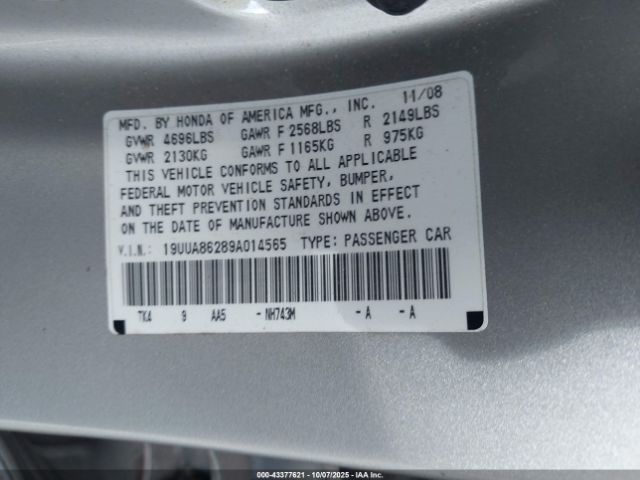 MFD. BY HONDA OF AMERICA MFG., INC. 11/08
GVWR 4696LBS GAWR F 2568LBS R 2149LBS
GVWR 2130KG GAWR F 1165KG R 975KG
THIS VEHICLE CONFORMS TO ALL APPLICABLE
FEDERAL MOTOR VEHICLE SAFETY, BUMPER,
AND THEFT PREVENTION STANDARDS IN EFFECT
ON THE DATE OF MANUFACTURE SHOWN ABOVE.
V.I.N.: 19UUA86289A014565 TYPE: PASSENGER CAR
TK4 9 AA5 - NH743M - A - A
000-43377621 - 10/07/2025 - IAA Inc.